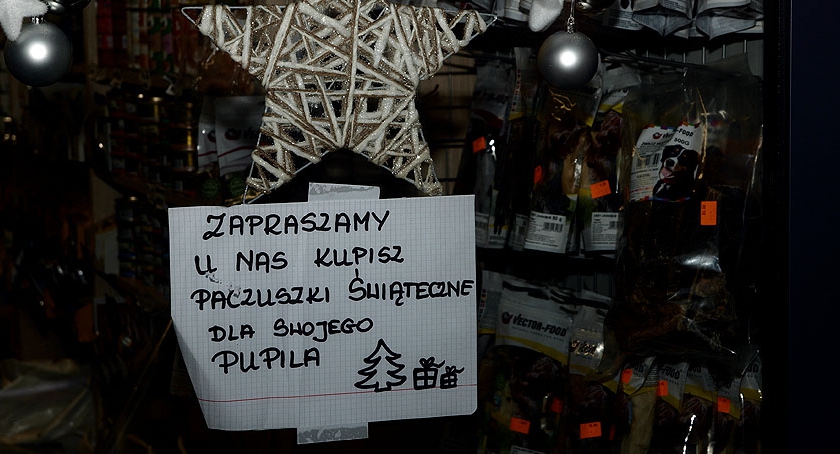 ZAPRASZAMY
U NAS KUPISZ
PACZUSZKI ŚWIĄTECZNE
DLA SWOJEGO
PUPILA
VECTOR-FOOD